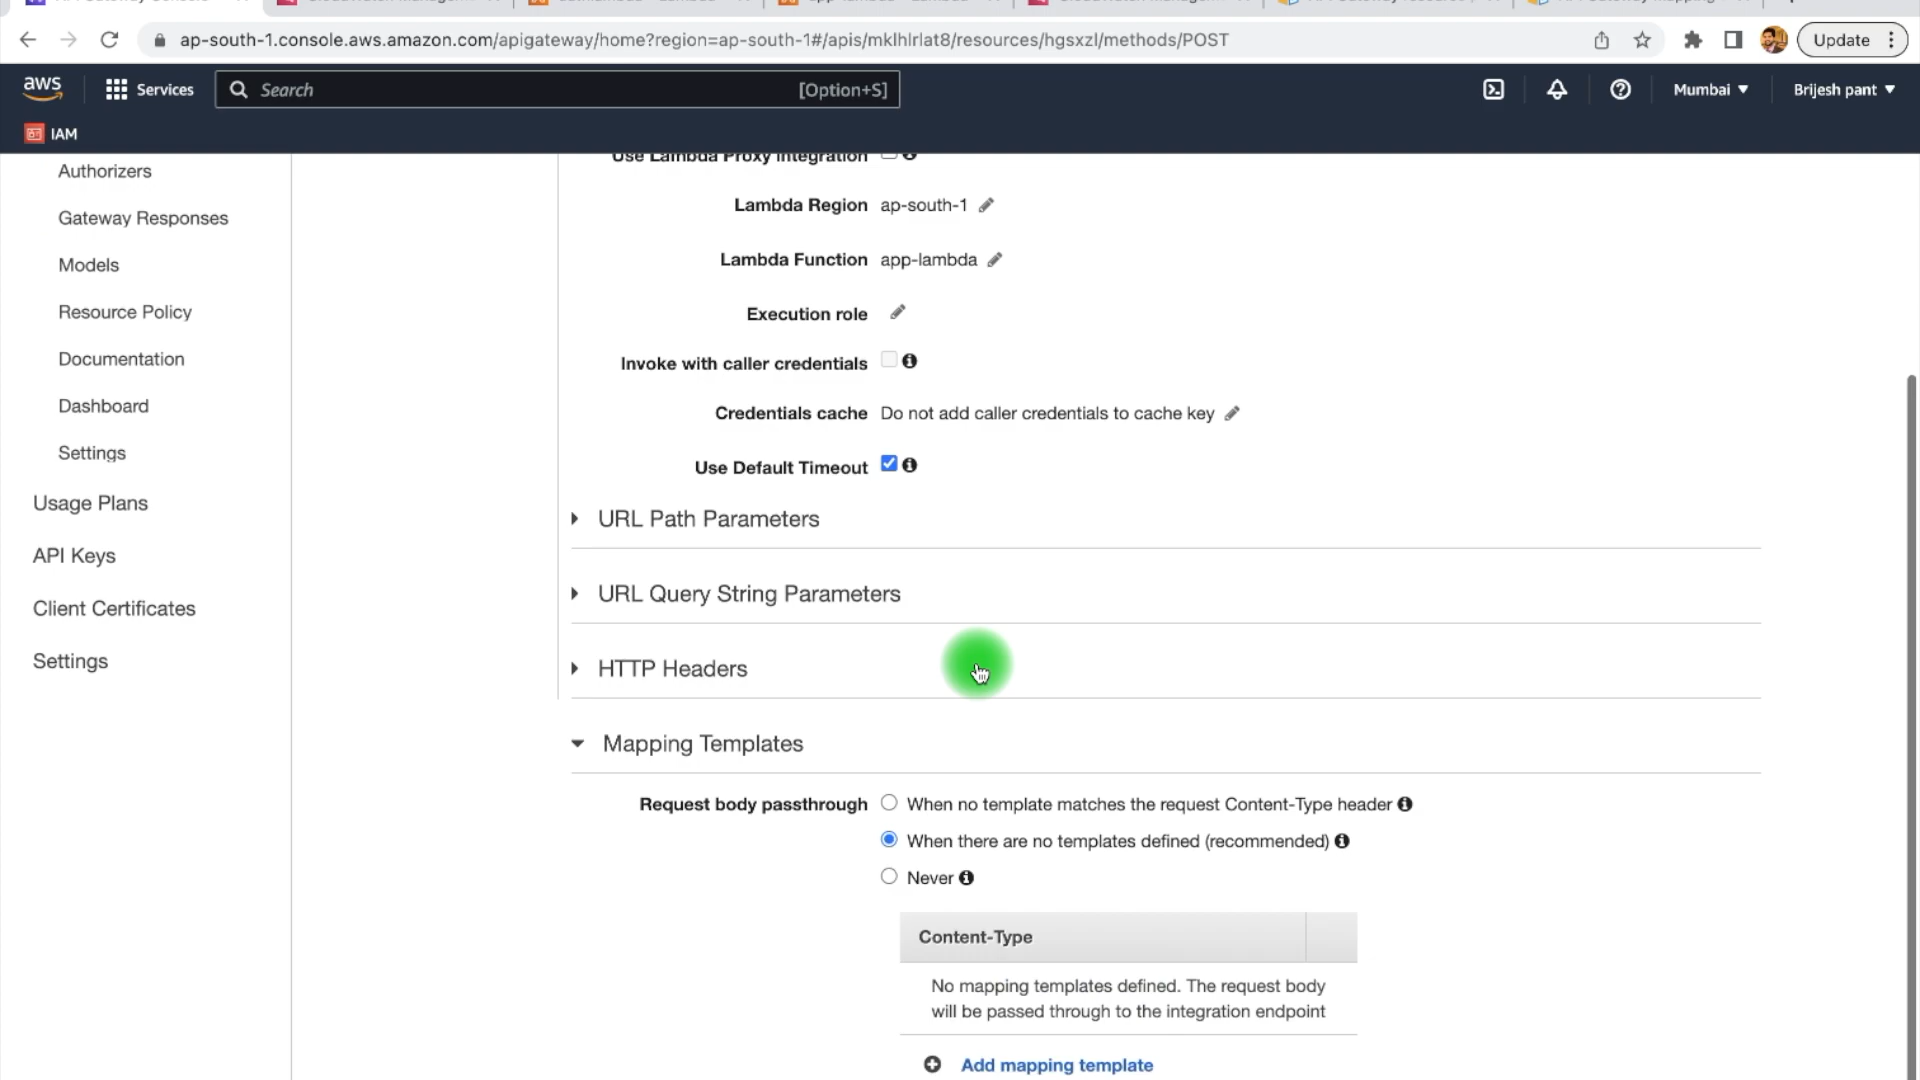 ap-south-1.console.aws.amazon.com/apigateway/home?region=ap-south-1#/apis/mklhlrlat8/resources/hgsxzl/methods/POST
Update
aws
Services
Search
[Option+S]
Mumbai
Brijesh pant
IAM
Authorizers
Gateway Responses
Models
Resource Policy
Documentation
Dashboard
Settings
Usage Plans
API Keys
Client Certificates
Settings
Use Lambda Proxy integration
Lambda Region ap-south-1
Lambda Function app-lambda
Execution role
Invoke with caller credentials
Credentials cache Do not add caller credentials to cache key
Use Default Timeout
URL Path Parameters
URL Query String Parameters
HTTP Headers
Mapping Templates
Request body passthrough When no template matches the request Content-Type header
When there are no templates defined (recommended)
Never
Content-Type
No mapping templates defined. The request body
will be passed through to the integration endpoint
Add mapping template